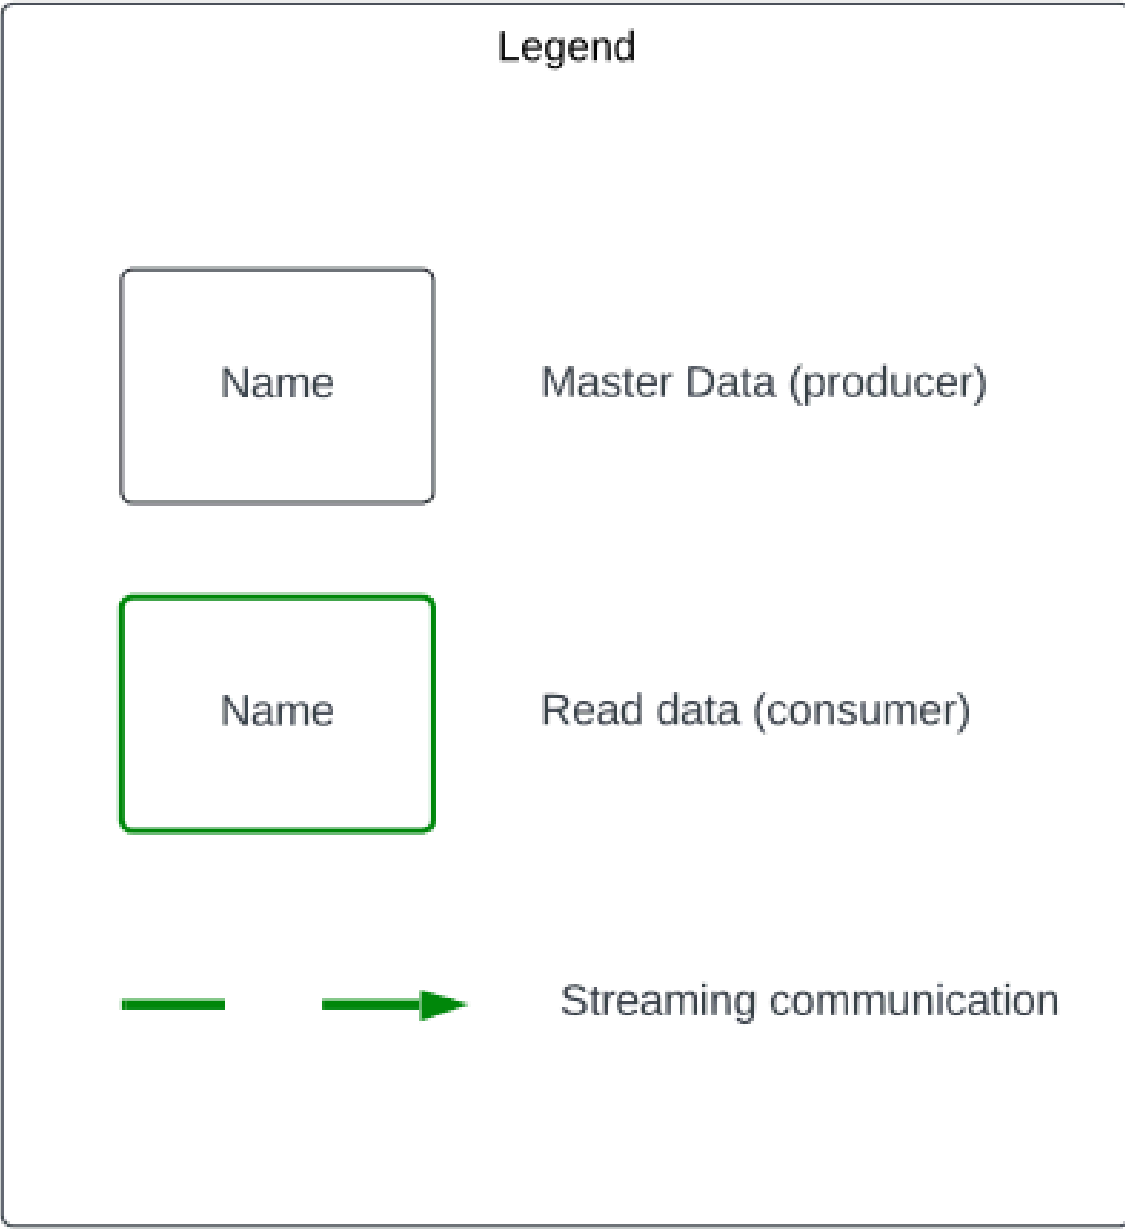 Legend
Name
Master Data (producer)
Name
Read data (consumer)
Streaming communication